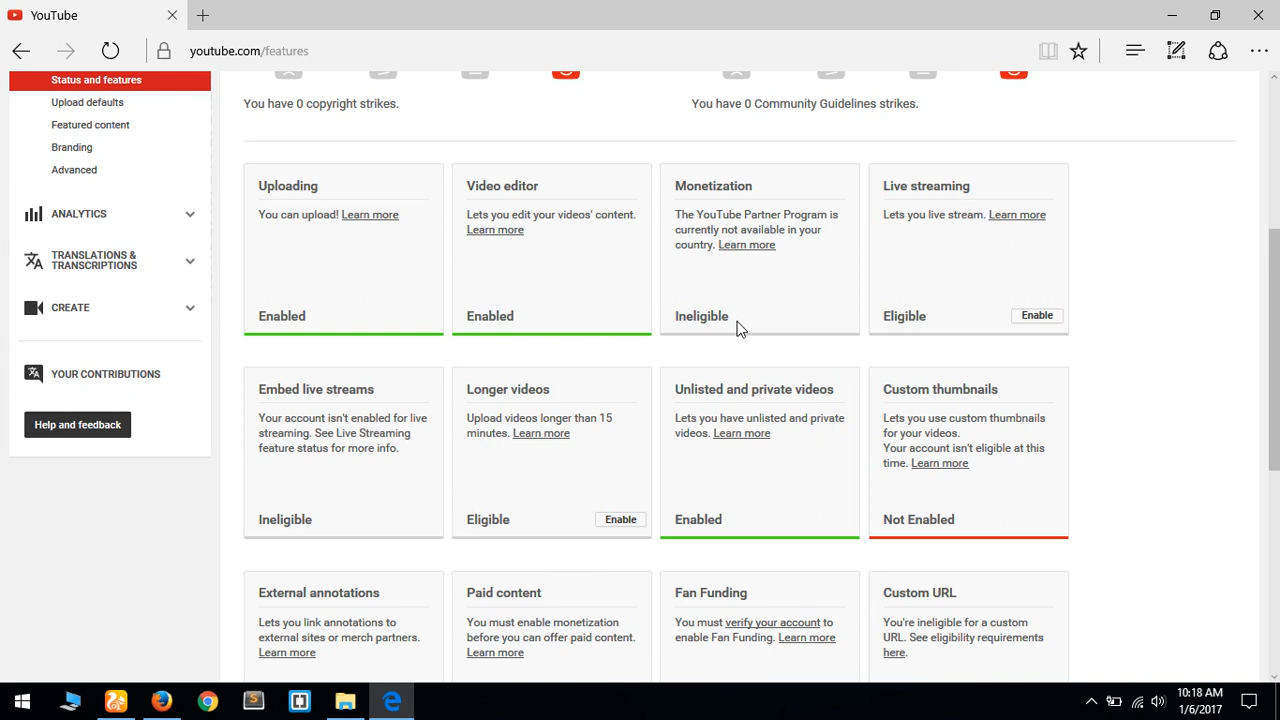 YouTube
youtube.com/features
Status and features
Upload defaults
Featured content
Branding
Advanced
ANALYTICS
TRANSLATIONS &
TRANSCRIPTIONS
CREATE
YOUR CONTRIBUTIONS
Help and feedback
You have 0 copyright strikes.
You have 0 Community Guidelines strikes.
Uploading
You can upload! Learn more
Enabled
Video editor
Lets you edit your videos' content.
Learn more
Enabled
Monetization
The YouTube Partner Program is
currently not available in your
country. Learn more
Ineligible
Live streaming
Lets you live stream. Learn more
Eligible
Enable
Embed live streams
Your account isn't enabled for live
streaming. See Live Streaming
feature status for more info.
Ineligible
Longer videos
Upload videos longer than 15
minutes. Learn more
Eligible
Enable
Unlisted and private videos
Lets you have unlisted and private
videos. Learn more
Enabled
Custom thumbnails
Lets you use custom thumbnails
for your videos.
Your account isn't eligible at this
time. Learn more
Not Enabled
External annotations
Lets you link annotations to
external sites or merch partners.
Learn more
Paid content
You must enable monetization
before you can offer paid content.
Learn more
Fan Funding
You must verify your account to
enable Fan Funding. Learn more
Custom URL
You're ineligible for a custom
URL. See eligibility requirements
here.
10:18 AM
1/6/2017